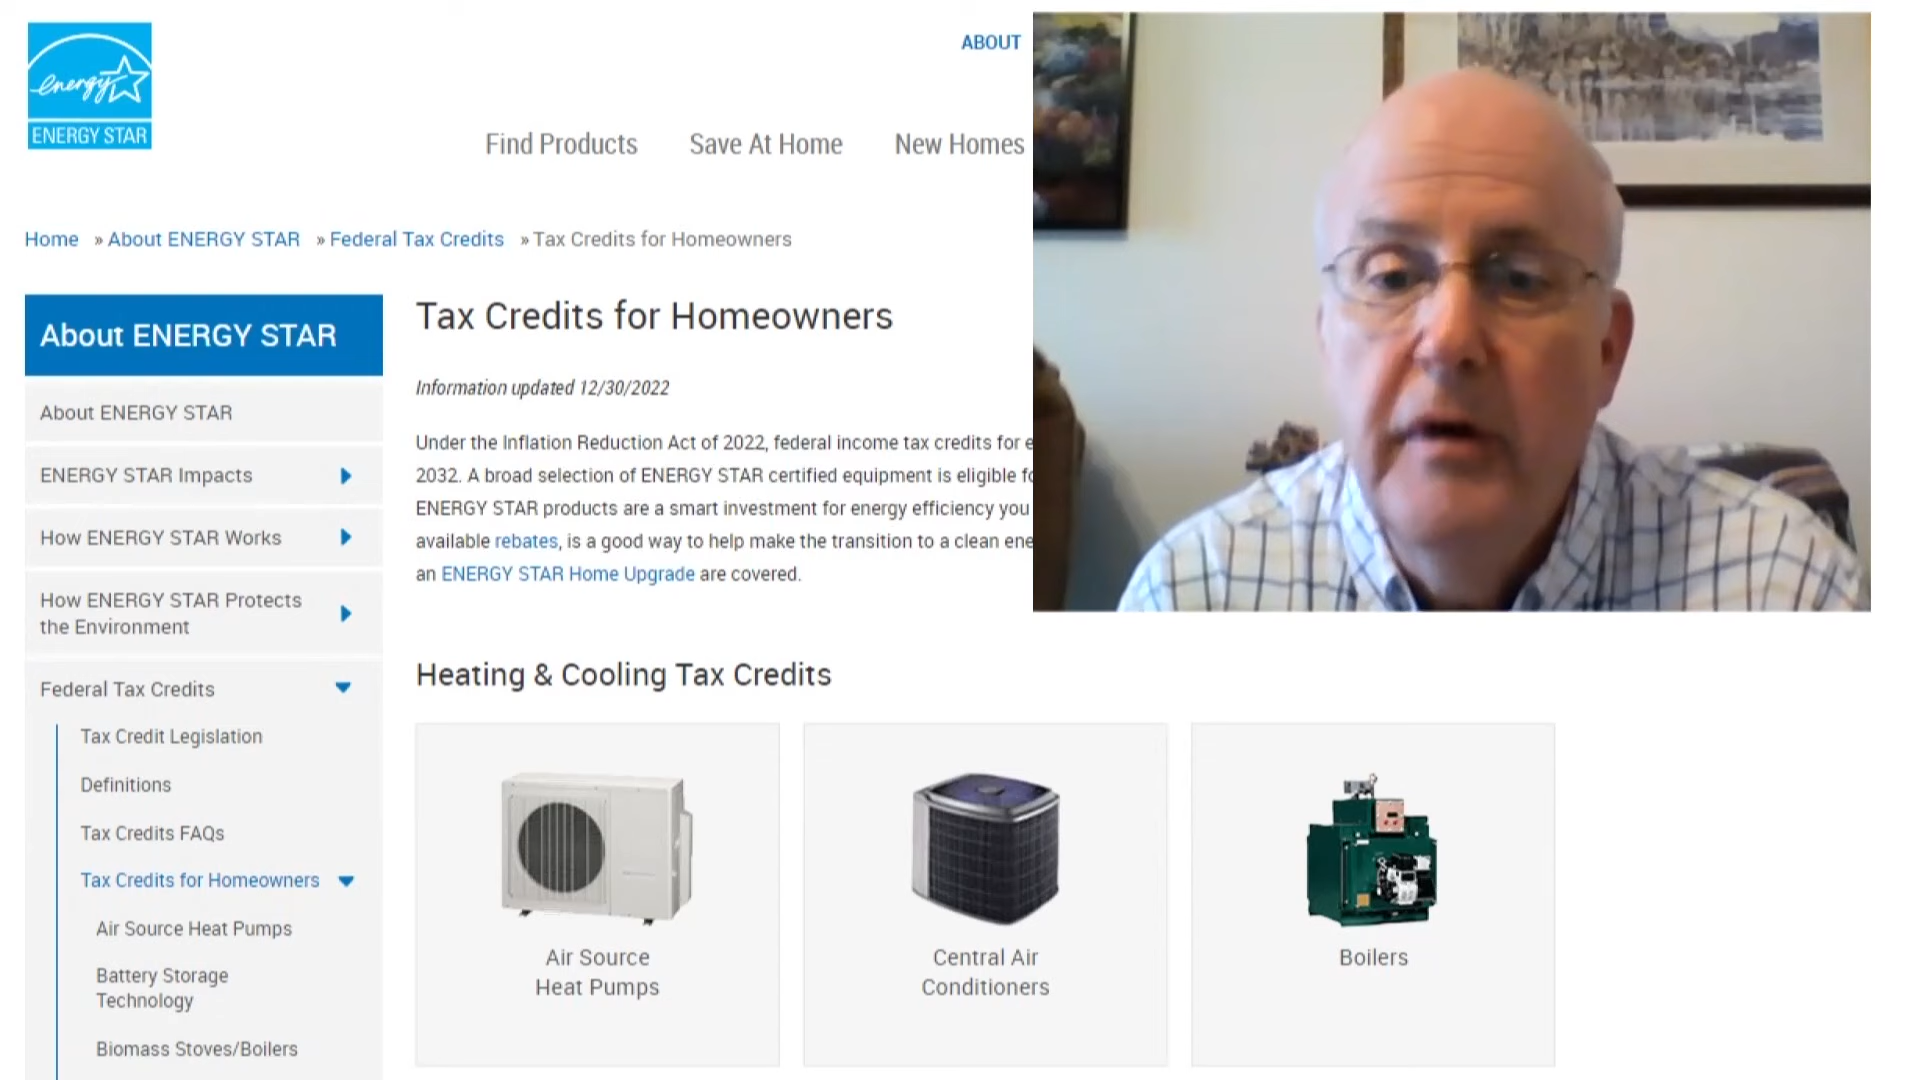 energy
ENERGY STAR
ABOUT
Find Products
Save At Home
New Homes
Home » About ENERGY STAR » Federal Tax Credits » Tax Credits for Homeowners
About ENERGY STAR
About ENERGY STAR
ENERGY STAR Impacts
How ENERGY STAR Works
How ENERGY STAR Protects
the Environment
Federal Tax Credits
Tax Credit Legislation
Definitions
Tax Credits FAQs
Tax Credits for Homeowners
Air Source Heat Pumps
Battery Storage
Technology
Biomass Stoves/Boilers
Tax Credits for Homeowners
Information updated 12/30/2022
Under the Inflation Reduction Act of 2022, federal income tax credits for e
2032. A broad selection of ENERGY STAR certified equipment is eligible fo
ENERGY STAR products are a smart investment for energy efficiency you
available rebates, is a good way to help make the transition to a clean ene
an ENERGY STAR Home Upgrade are covered.
Heating & Cooling Tax Credits
Air Source
Heat Pumps
Central Air
Conditioners
Boilers